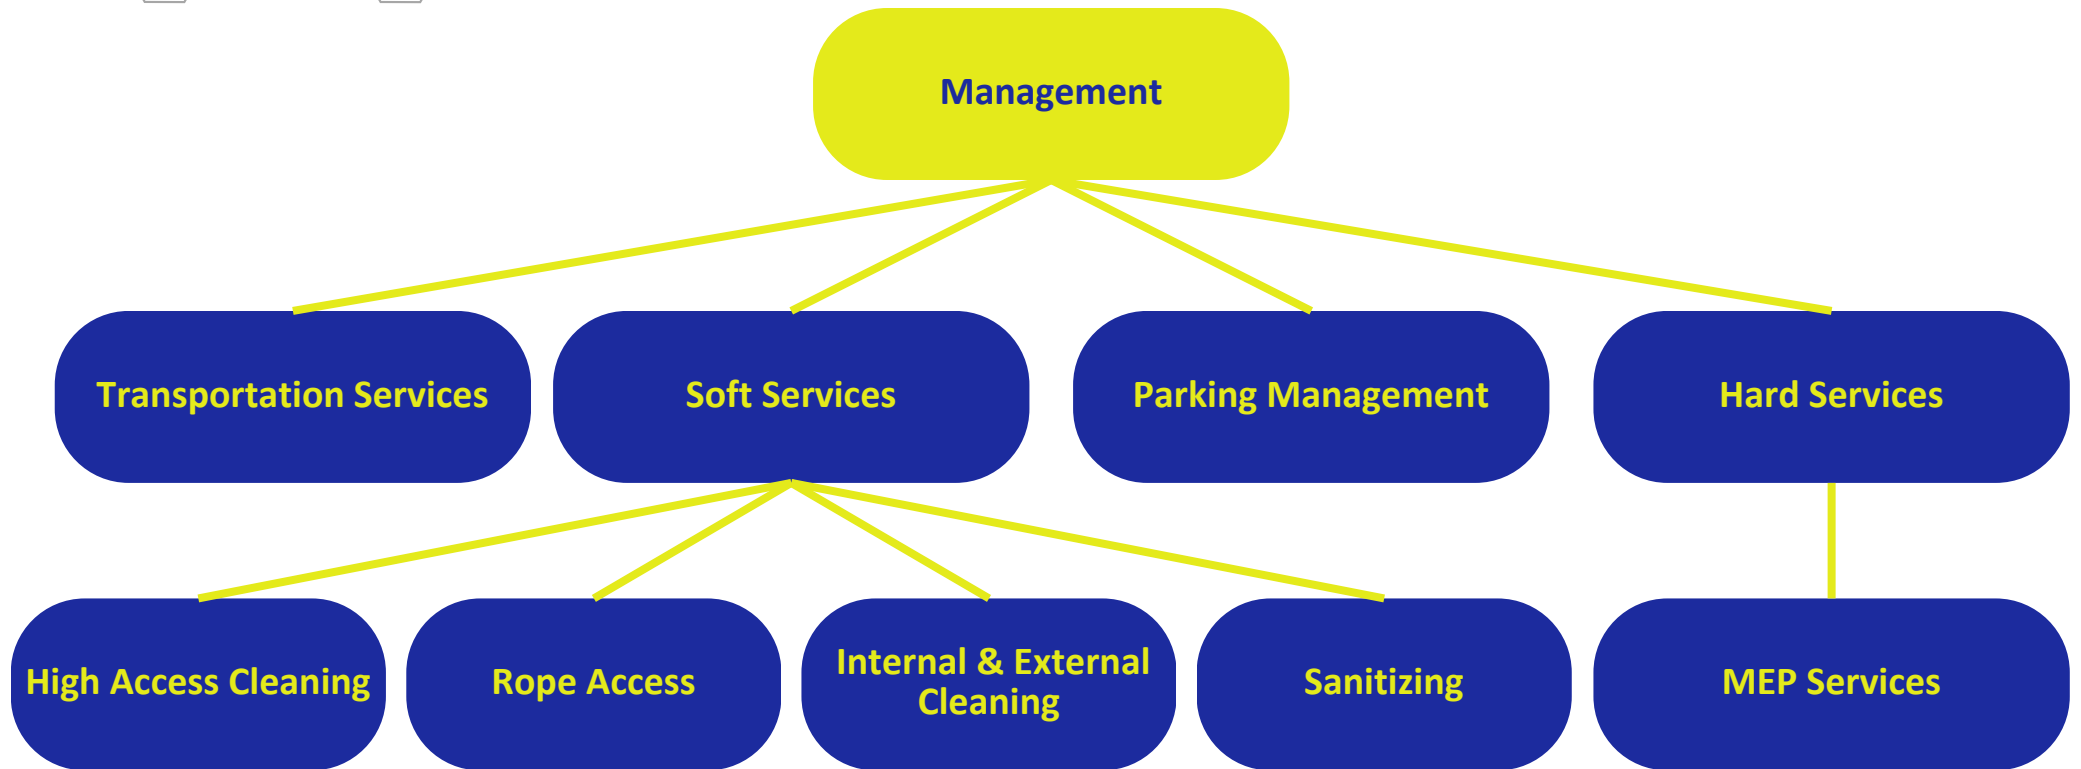 Management
Transportation Services
Soft Services
Parking Management
Hard Services
High Access Cleaning
Rope Access
Internal & External
Cleaning
Sanitizing
MEP Services